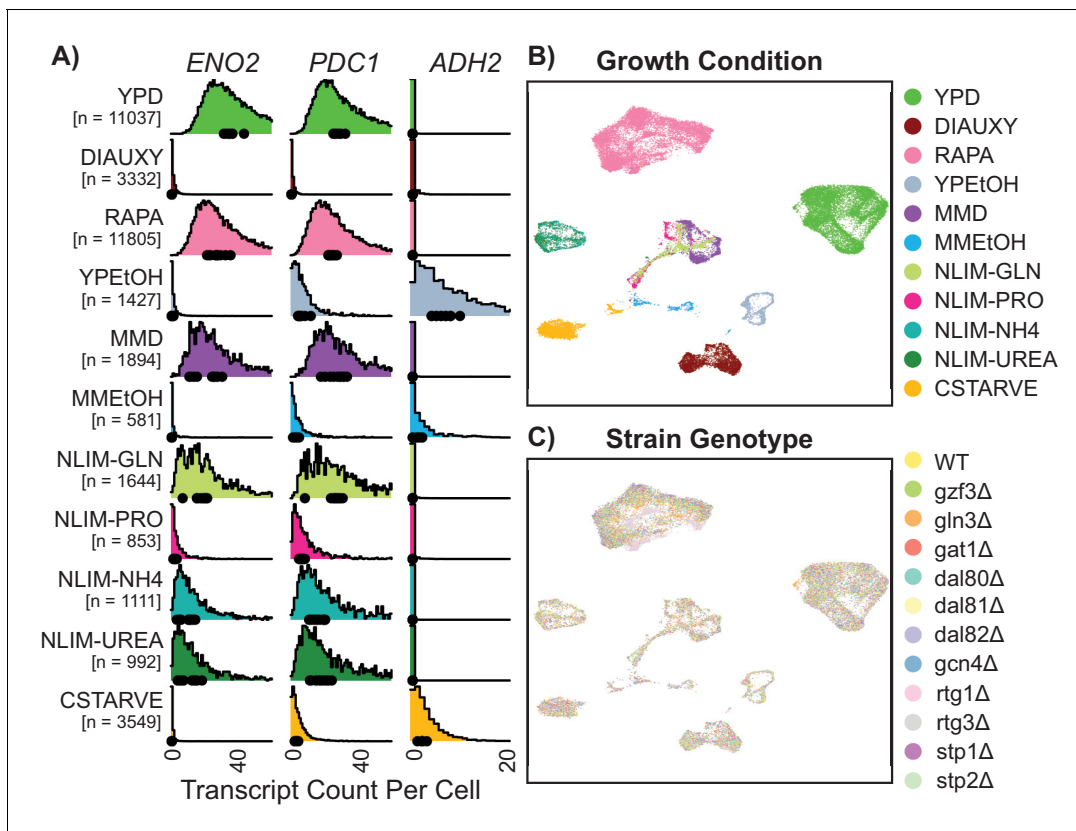 A)
ENO2 PDC1 ADH2
YPD
[n = 11037]
DIAUXY
[n = 3332]
RAPA
[n = 11805]
YPEtOH
[n = 1427]
MMD
[n = 1894]
MMEtOH
[n = 581]
NLIM-GLN
[n = 1644]
NLIM-PRO
[n = 853]
NLIM-NH4
[n = 1111]
NLIM-UREA
[n = 992]
CSTARVE
[n = 3549]
0 40 0 40 0 20
Transcript Count Per Cell
B) Growth Condition
YPD
DIAUXY
RAPA
YPEtOH
MMD
MMEtOH
NLIM-GLN
NLIM-PRO
NLIM-NH4
NLIM-UREA
CSTARVE
C) Strain Genotype
WT
gzf3Δ
gln3Δ
gat1Δ
dal80Δ
dal81Δ
dal82Δ
gcn4Δ
rtg1Δ
rtg3Δ
stp1Δ
stp2Δ